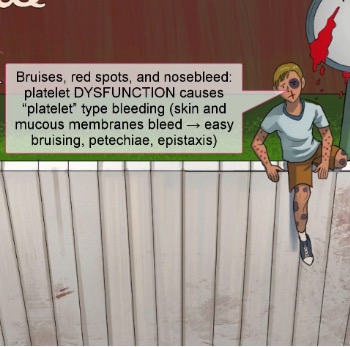 Bruises, red spots, and nosebleed:
platelet DYSFUNCTION causes
"platelet" type bleeding (skin and
mucous membranes bleed → easy
bruising, petechiae, epistaxis)